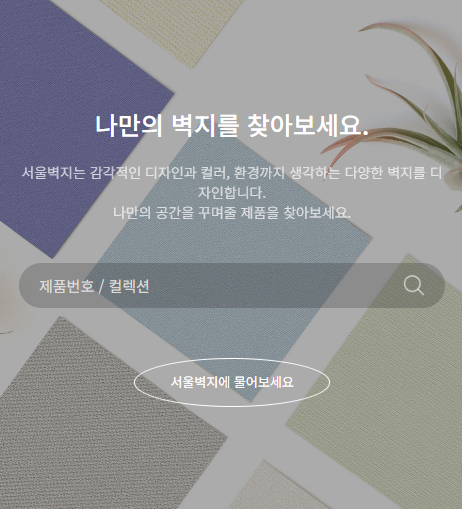 나만의 벽지를 찾아보세요.
서울벽지는 감각적인 디자인과 컬러, 환경까지 생각하는 다양한 벽지를 디
자인합니다.
나만의 공간을 꾸며줄 제품을 찾아보세요.
제품번호 / 컬렉션
서울벽지에 물어보세요